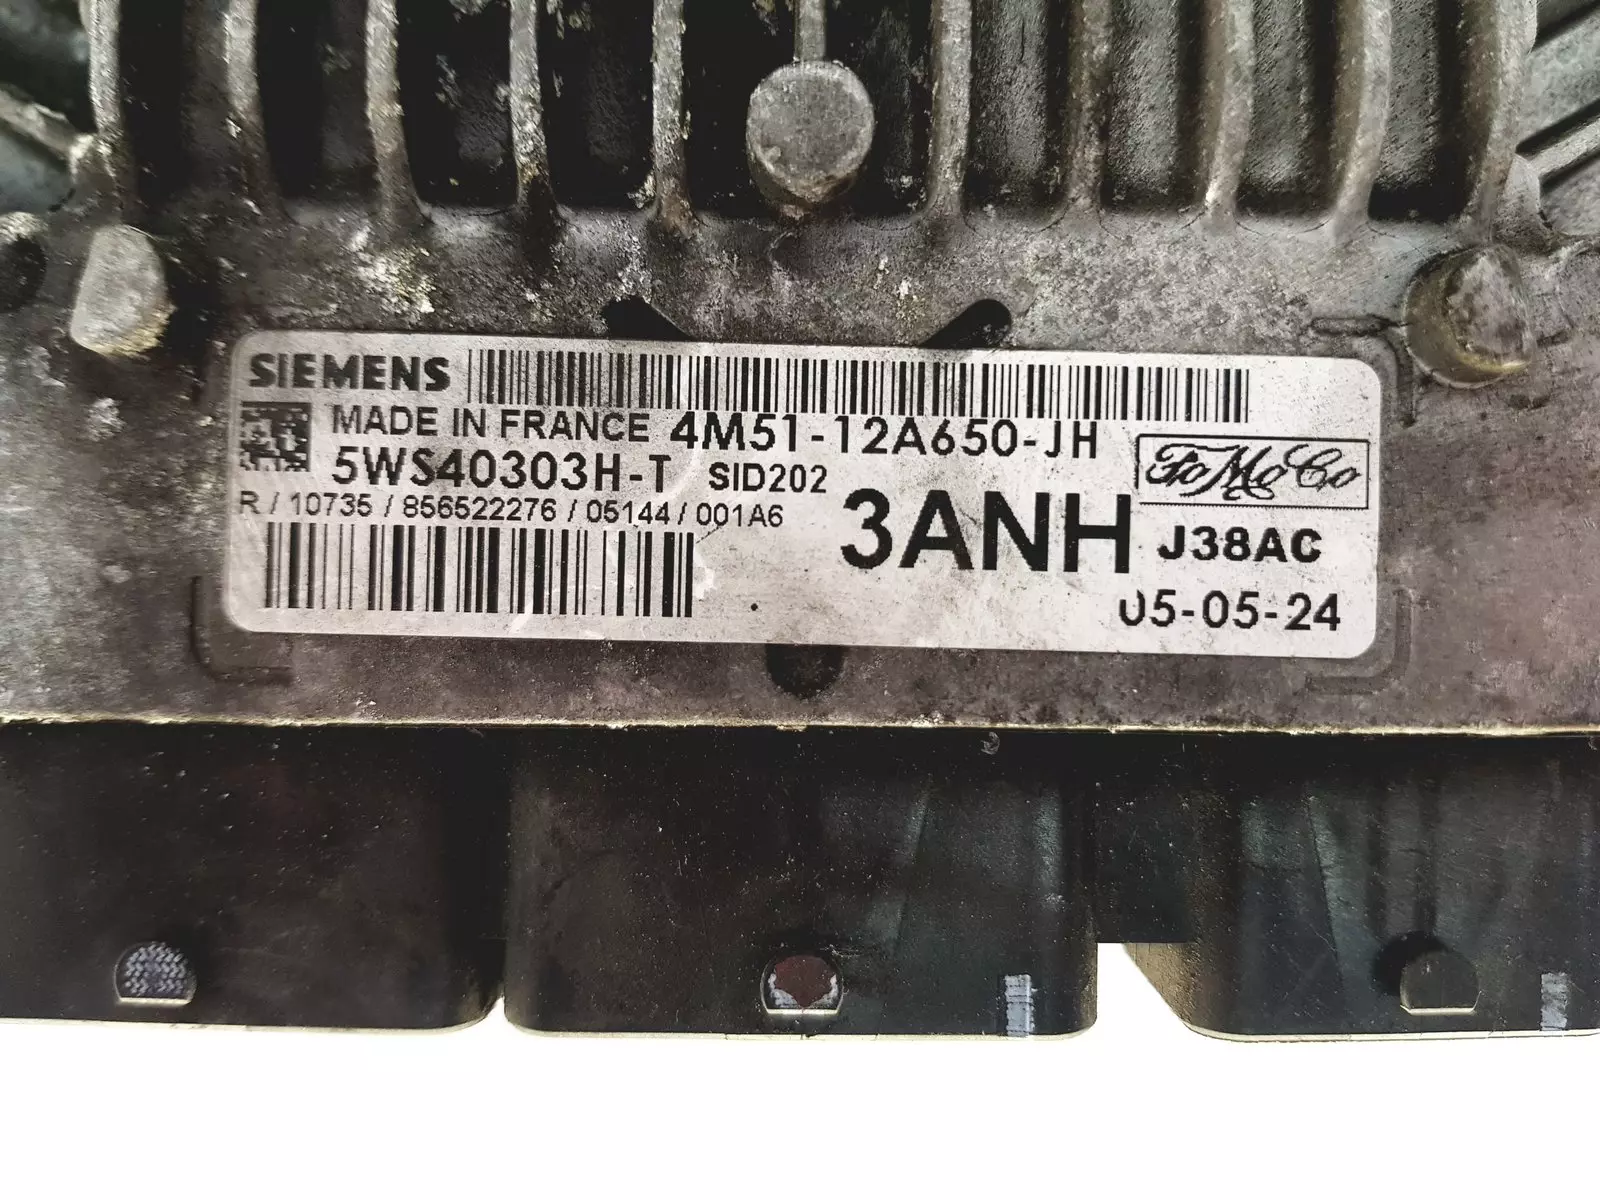 SIEMENS
MADE IN FRANCE 4M51-12A650-JH
5WS40303H-T SID202
FoMoCo
R / 10735 / 856522276 / 05144 / 001A6
3ANH J38AC
05-05-24